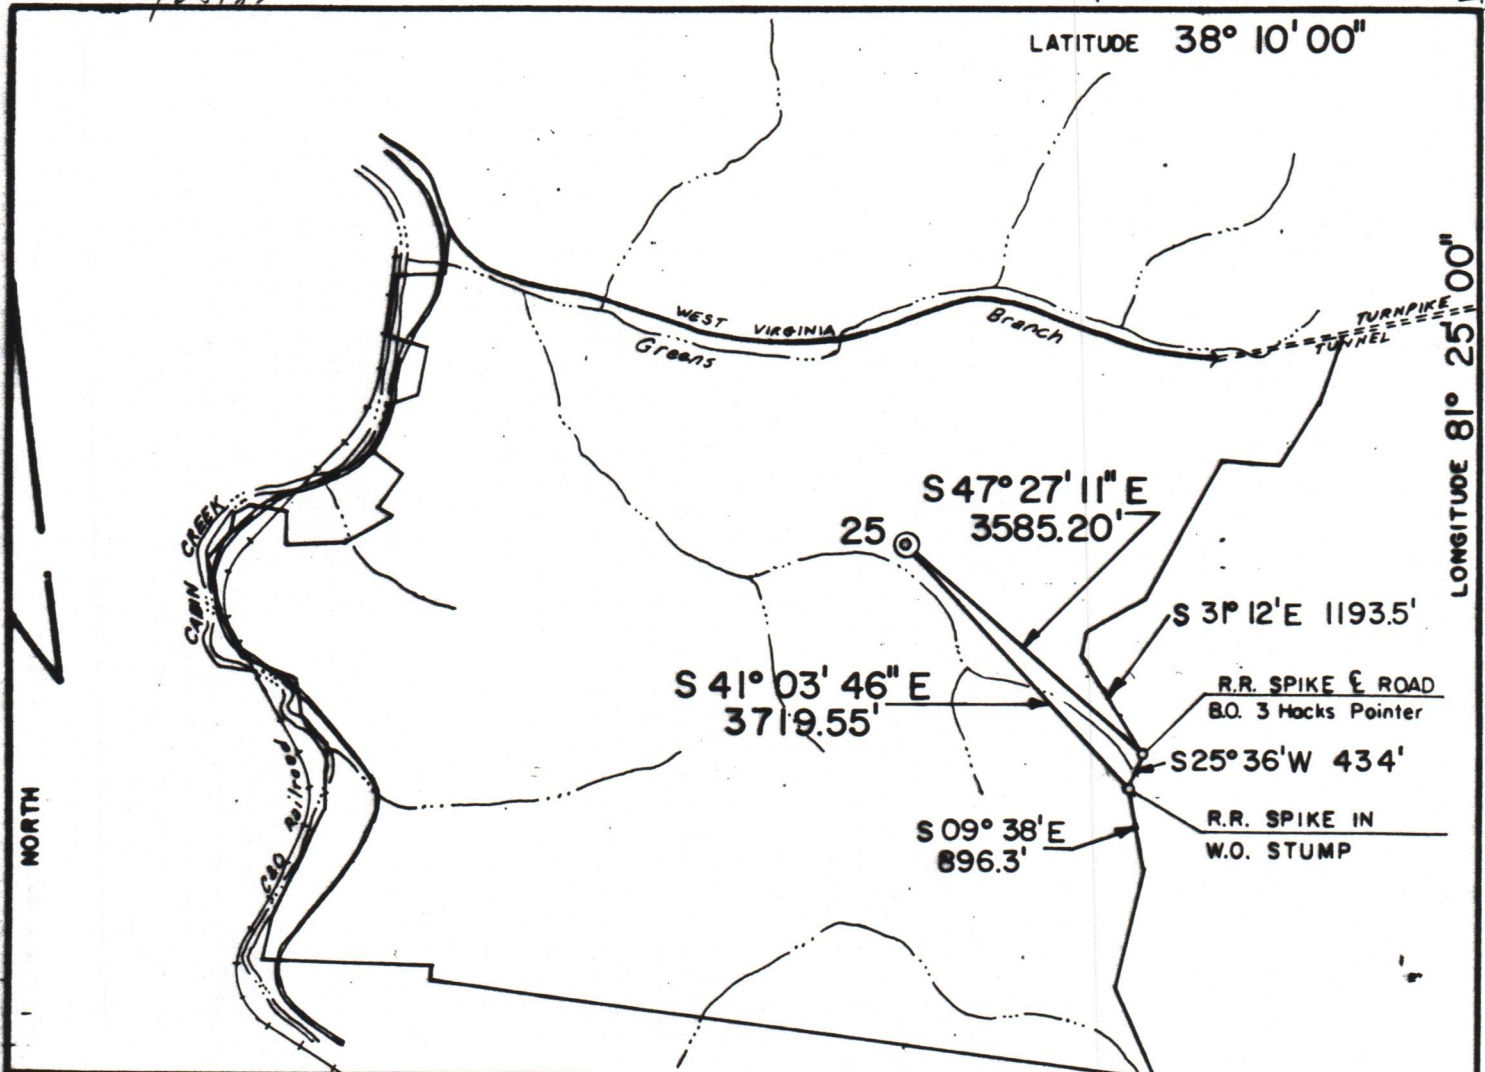 LATITUDE 38° 10' 00"
LONGITUDE 81° 25' 00"
WEST VIRGINIA
TURNPIKE
TUNNEL
Greens Branch
S 47° 27' 11" E
3585.20'
25
CREEK
CABIN
S 31° 12' E 1193.5'
S 41° 03' 46" E
3719.55'
R.R. SPIKE ℄ ROAD
B.O. 3 Hacks Pointer
S 25° 36' W 434'
Railroad
C&O
NORTH
S 09° 38' E
896.3'
R.R. SPIKE IN
W.O. STUMP